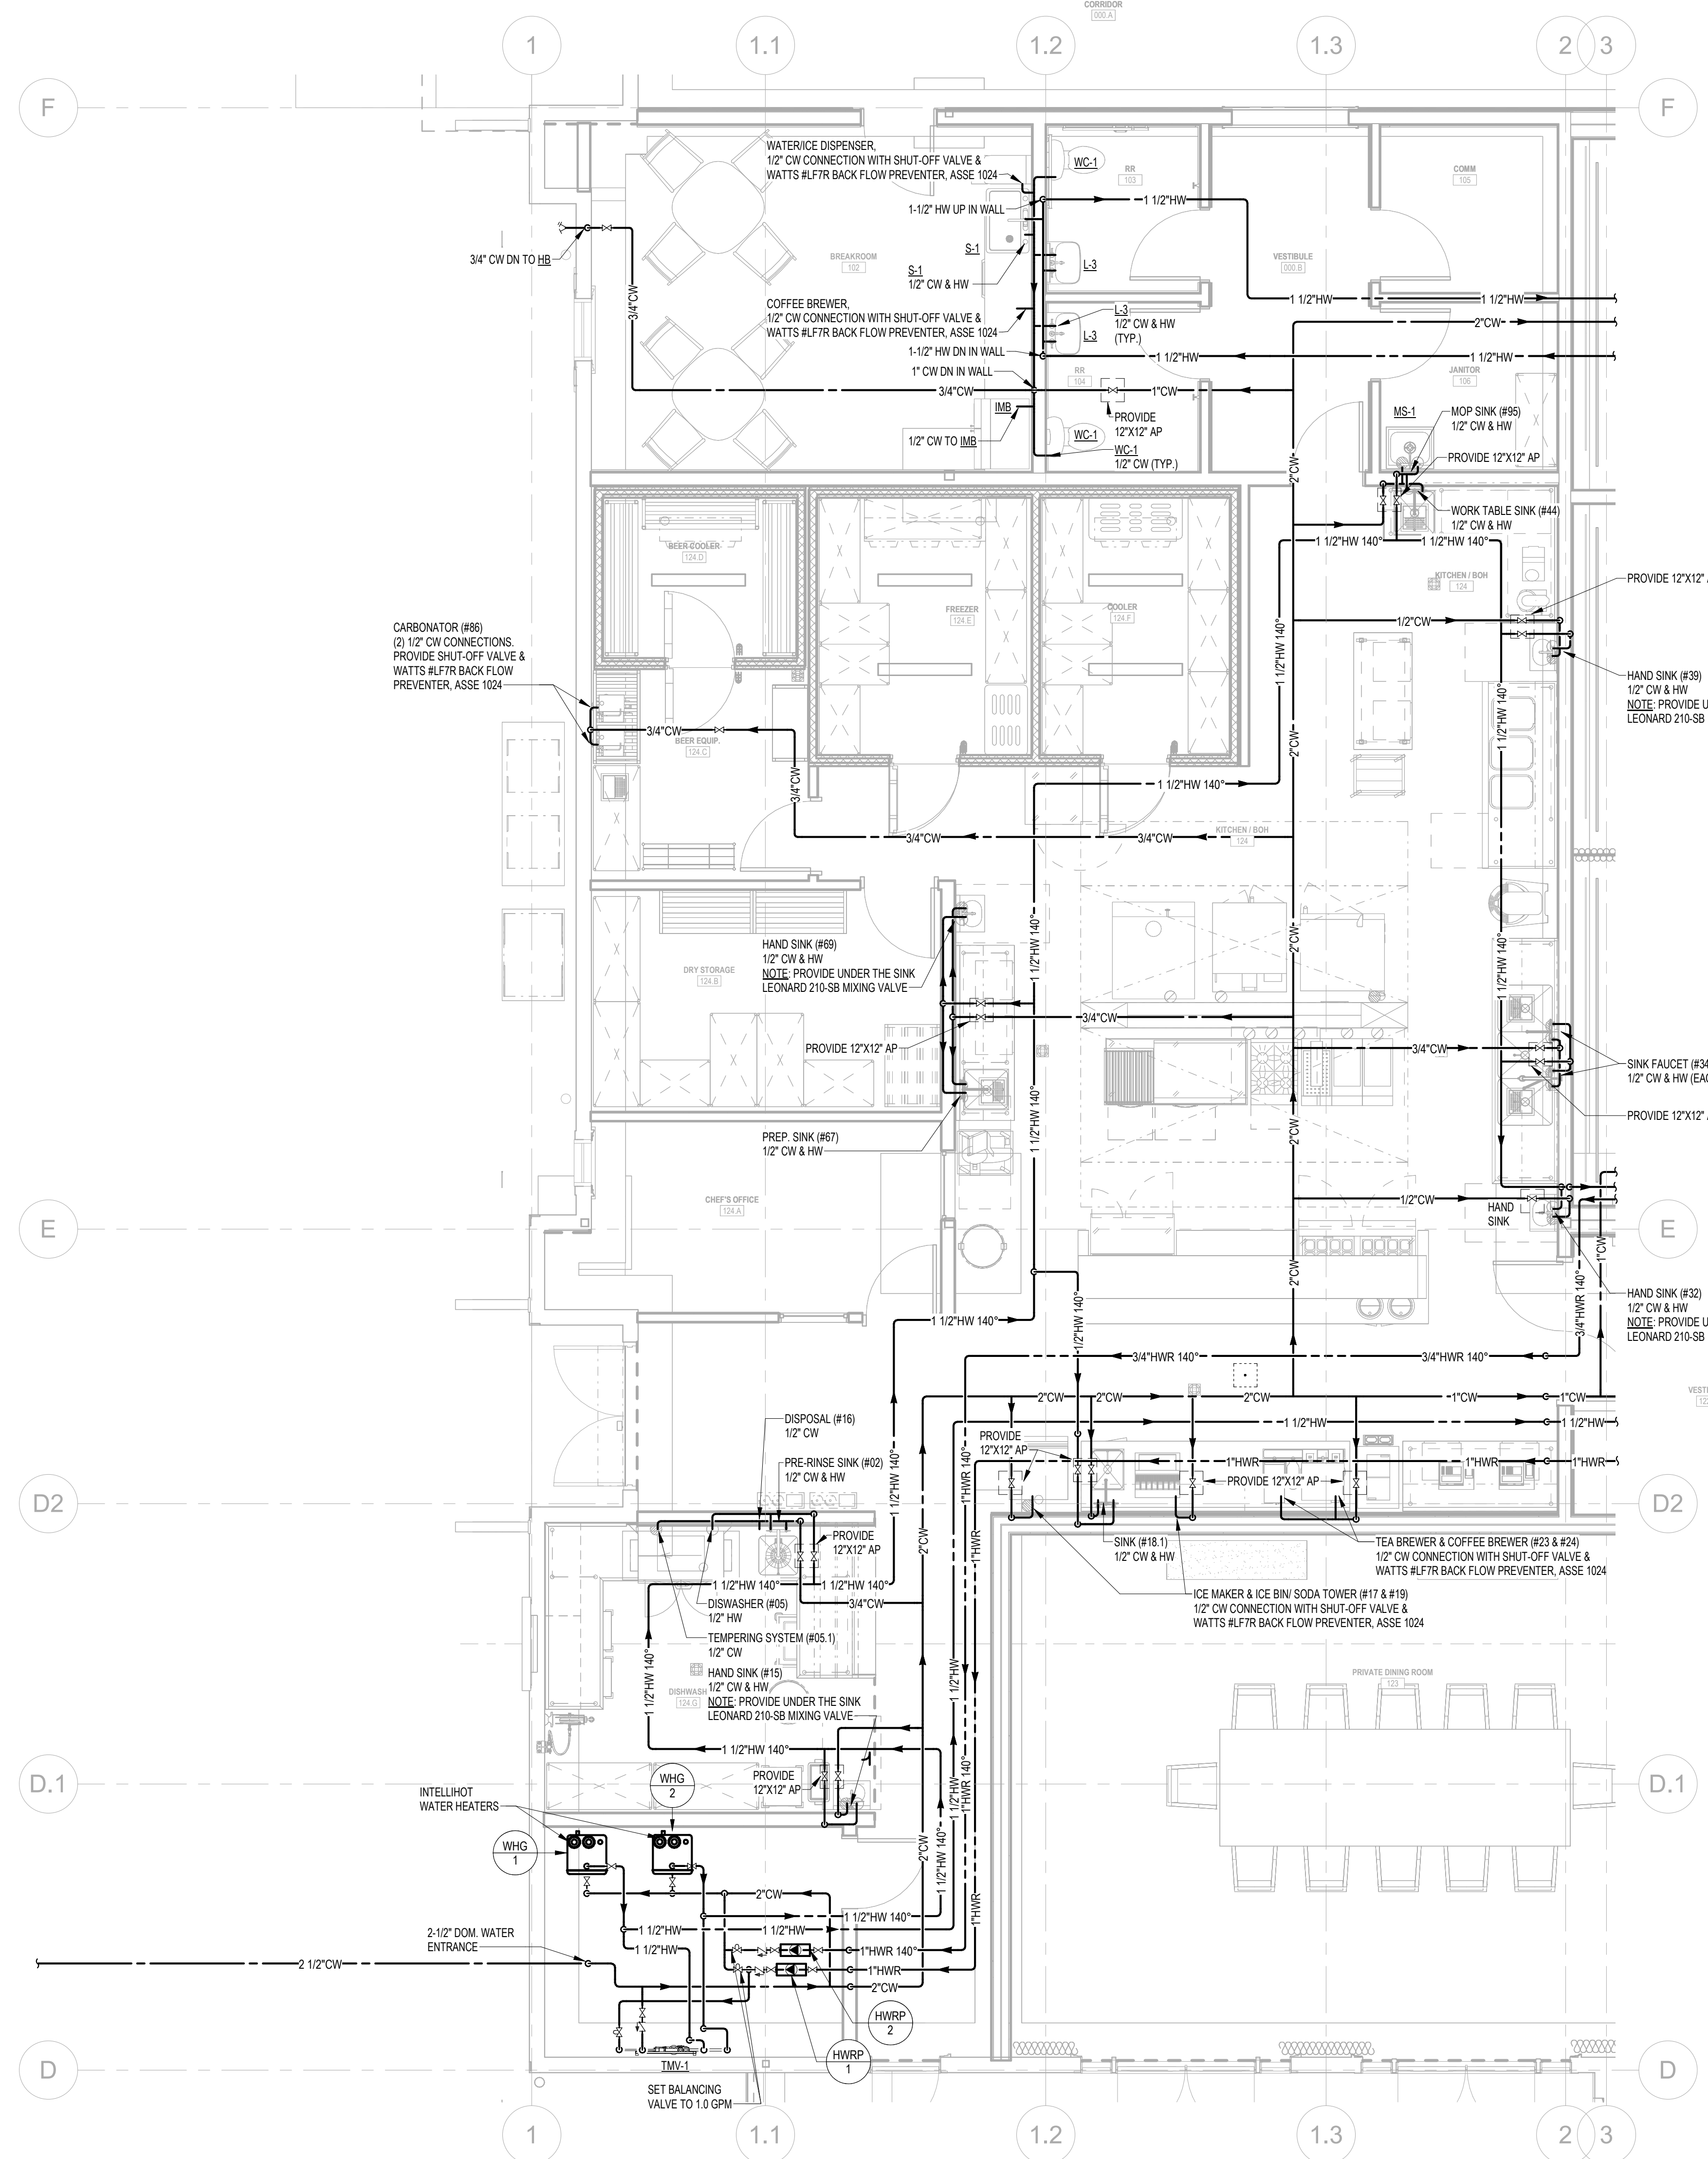 CORRIDOR
000.A
1
1.1
1.2
1.3
2
3
F
F
WATER/ICE DISPENSER,
1/2" CW CONNECTION WITH SHUT-OFF VALVE &
WATTS #LF7R BACK FLOW PREVENTER, ASSE 1024
WC-1
RR
103
COMM
105
1-1/2" HW UP IN WALL
1 1/2"HW
3/4" CW DN TO HB
S-1
S-1
1/2" CW & HW
BREAKROOM
102
L-3
VESTIBULE
000.B
3/4"CW
COFFEE BREWER,
1/2" CW CONNECTION WITH SHUT-OFF VALVE &
WATTS #LF7R BACK FLOW PREVENTER, ASSE 1024
L-3
1/2" CW & HW
(TYP.)
L-3
1 1/2"HW
1 1/2"HW
2"CW
1-1/2" HW DN IN WALL
1 1/2"HW
1 1/2"HW
1" CW DN IN WALL
RR
104
JANITOR
106
3/4"CW
1"CW
IMB
1/2" CW TO IMB
PROVIDE
12"X12" AP
WC-1
WC-1
1/2" CW (TYP.)
MS-1
MOP SINK (#95)
1/2" CW & HW
PROVIDE 12"X12" AP
2"CW
WORK TABLE SINK (#44)
1/2" CW & HW
1 1/2"HW 140°
1 1/2"HW 140°
BEER COOLER
124.D
FREEZER
124.E
COOLER
124.F
KITCHEN / BOH
124
PROVIDE 12"X12"
1/2"CW
1 1/2"HW 140°
CARBONATOR (#86)
(2) 1/2" CW CONNECTIONS.
PROVIDE SHUT-OFF VALVE &
WATTS #LF7R BACK FLOW
PREVENTER, ASSE 1024
HAND SINK (#39)
1/2" CW & HW
NOTE: PROVIDE U
LEONARD 210-SB
3/4"CW
BEER EQUIP.
124.C
1 1/2"HW 140°
2"CW
3/4"CW
1 1/2"HW 140°
3/4"CW
3/4"CW
KITCHEN / BOH
124
HAND SINK (#69)
1/2" CW & HW
NOTE: PROVIDE UNDER THE SINK
LEONARD 210-SB MIXING VALVE
1 1/2"HW 140°
2"CW
1 1/2"HW 140°
DRY STORAGE
124.B
3/4"CW
PROVIDE 12"X12" AP
3/4"CW
SINK FAUCET (#34
1/2" CW & HW (EAC
PROVIDE 12"X12"
PREP. SINK (#67)
1/2" CW & HW
1 1/2"HW 140°
2"CW
CHEF'S OFFICE
124.A
1/2"CW
HAND
SINK
E
E
2"CW
1"CW
HAND SINK (#32)
1/2" CW & HW
NOTE: PROVIDE U
LEONARD 210-SB
3/4"HWR 140°
1 1/2"HW 140°
1/2"HW 140°
3/4"HWR 140°
3/4"HWR 140°
2"CW
2"CW
2"CW
1"CW
1"CW
VESTI
122
DISPOSAL (#16)
1/2" CW
1 1/2"HW
1 1/2"HW
PROVIDE
12"X12" AP
PRE-RINSE SINK (#02)
1/2" CW & HW
1"HWR
1"HWR
1"HWR
PROVIDE 12"X12" AP
1 1/2"HW 140°
1"HWR 140°
D2
D2
PROVIDE
12"X12" AP
2"CW
1"HWR
SINK (#18.1)
1/2" CW & HW
TEA BREWER & COFFEE BREWER (#23 & #24)
1/2" CW CONNECTION WITH SHUT-OFF VALVE &
WATTS #LF7R BACK FLOW PREVENTER, ASSE 1024
1 1/2"HW 140°
1 1/2"HW 140°
3/4"CW
DISWASHER (#05)
1/2" HW
ICE MAKER & ICE BIN/ SODA TOWER (#17 & #19)
1/2" CW CONNECTION WITH SHUT-OFF VALVE &
WATTS #LF7R BACK FLOW PREVENTER, ASSE 1024
TEMPERING SYSTEM (#05.1)
1/2" CW
1 1/2"HW 140°
HAND SINK (#15)
1/2" CW & HW
NOTE: PROVIDE UNDER THE SINK
LEONARD 210-SB MIXING VALVE
DISHWASH
124.G
1 1/2"HW
PRIVATE DINING ROOM
123
1 1/2"HW 140°
PROVIDE
12"X12" AP
WHG
2
D.1
D.1
1 1/2"HW
1"HWR 140°
INTELLIHOT
WATER HEATERS
WHG
1
2"CW
1 1/2"HW 140°
2"CW
1"HWR
1 1/2"HW 140°
1 1/2"HW
1 1/2"HW
2-1/2" DOM. WATER
ENTRANCE
1 1/2"HW
1"HWR 140°
2 1/2"CW
1"HWR
2"CW
HWRP
2
HWRP
1
D
D
TMV-1
SET BALANCING
VALVE TO 1.0 GPM
1
1.1
1.2
1.3
2
3